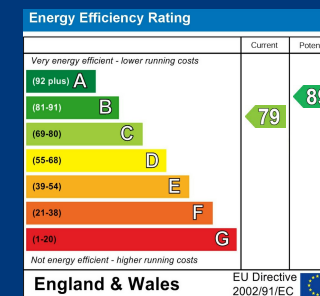 Energy Efficiency Rating
Current
Very energy efficient - lower running costs
(92 plus) A
(81-91) B
(69-80) C
79
(55-68) D
(39-54) E
(21-38) F
(1-20) G
Not energy efficient - higher running costs
England & Wales
EU Directive
2002/91/EC